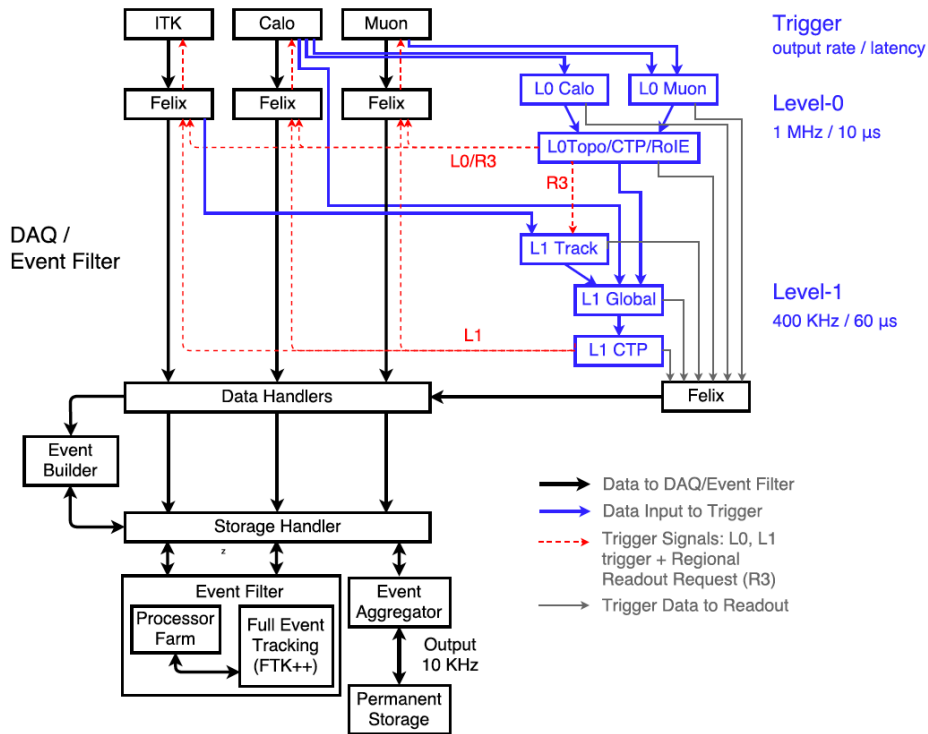 ITK
Calo
Muon
Trigger
output rate / latency
Felix
Felix
Felix
L0 Calo
L0 Muon
Level-0
1 MHz / 10 µs
L0Topo/CTP/RoIE
L0/R3
R3
DAQ /
Event Filter
L1 Track
L1 Global
Level-1
400 KHz / 60 µs
L1
L1 CTP
Data Handlers
Felix
Event
Builder
Storage Handler
z
Data to DAQ/Event Filter
Data Input to Trigger
Trigger Signals: L0, L1
trigger + Regional
Readout Request (R3)
Trigger Data to Readout
Event Filter
Processor
Farm
Full Event
Tracking
(FTK++)
Event
Aggregator
Output
10 KHz
Permanent
Storage